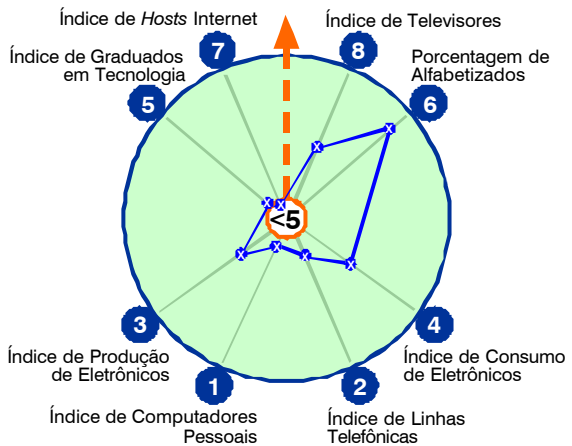 Índice de Hosts Internet
7
Índice de Televisores
8
Índice de Graduados
em Tecnologia
5
Porcentagem de
Alfabetizados
6
<5
3
Índice de Produção
de Eletrônicos
4
Índice de Consumo
de Eletrônicos
1
Índice de Computadores
Pessoais
2
Índice de Linhas
Telefônicas